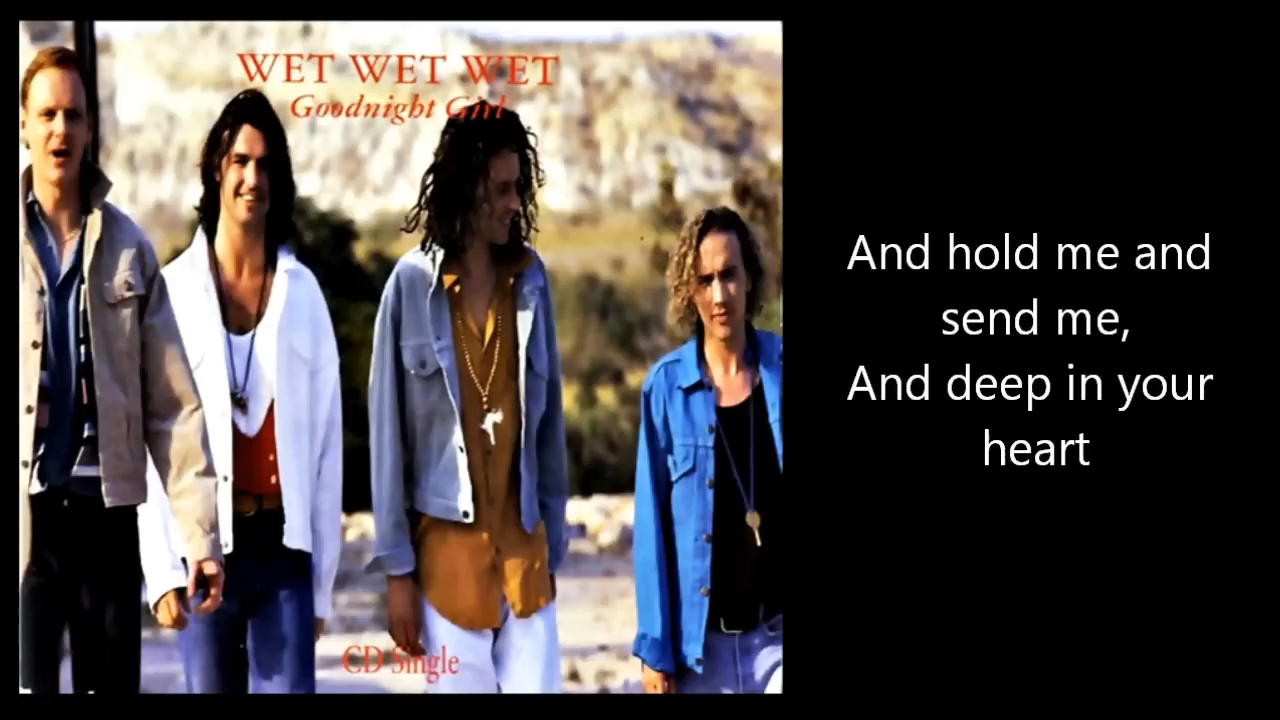 WET WET WET
Goodnight Girl
CD Single
And hold me and
send me,
And deep in your
heart